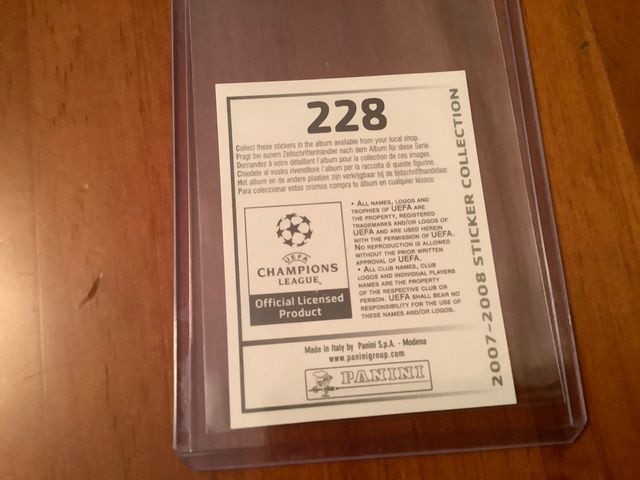 228
Collect these stickers in the album available from your local shop.
Fragt bei eurem Zeitschriftenhändler nach dem Album für diese Serie.
Demandez à votre détaillant l'album pour la collection de ces images.
Chiedete al vostro rivenditore l'album per la raccolta di queste figurine.
Het album en de andere plaatjes zijn verkrijgbaar bij de tijdschrifthandelaar.
Para coleccionar estos cromos compra tu álbum en cualquier kiosco.
UEFA
CHAMPIONS
LEAGUE
Official Licensed
Product
• ALL NAMES, LOGOS AND
TROPHIES OF UEFA ARE
THE PROPERTY, REGISTERED
TRADEMARKS AND/OR LOGOS OF
UEFA AND ARE USED HEREIN
WITH THE PERMISSION OF UEFA.
NO REPRODUCTION IS ALLOWED
WITHOUT THE PRIOR WRITTEN
APPROVAL OF UEFA.
• ALL CLUB NAMES, CLUB
LOGOS AND INDIVIDUAL PLAYERS
NAMES ARE THE PROPERTY
OF THE RESPECTIVE CLUB OR
PERSON. UEFA SHALL BEAR NO
RESPONSIBILITY FOR THE USE OF
THESE NAMES AND/OR LOGOS.
Made in Italy by Panini S.p.A. - Modena
www.paninigroup.com
PANINI
2007-2008 STICKER COLLECTION